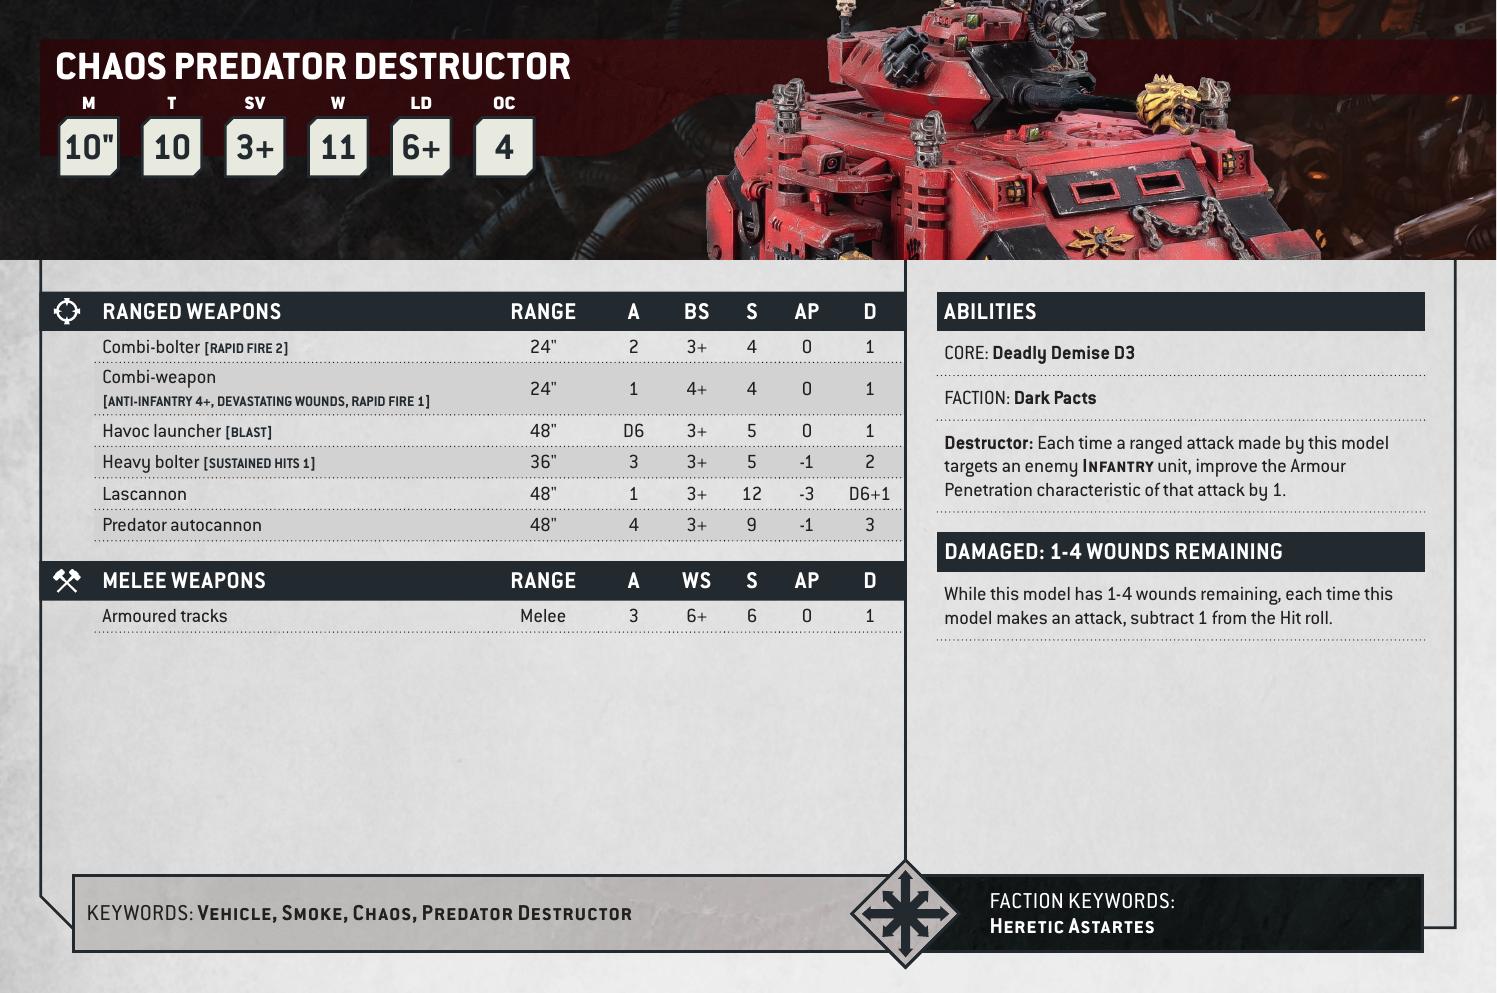 CHAOS PREDATOR DESTRUCTOR
M T SV W LD OC
10" 10 3+ 11 6+ 4
RANGED WEAPONS RANGE A BS S AP D
Combi-bolter [RAPID FIRE 2] 24" 2 3+ 4 0 1
Combi-weapon
[ANTI-INFANTRY 4+, DEVASTATING WOUNDS, RAPID FIRE 1] 24" 1 4+ 4 0 1
Havoc launcher [BLAST] 48" D6 3+ 5 0 1
Heavy bolter [SUSTAINED HITS 1] 36" 3 3+ 5 -1 2
Lascannon 48" 1 3+ 12 -3 D6+1
Predator autocannon 48" 4 3+ 9 -1 3
MELEE WEAPONS RANGE A WS S AP D
Armoured tracks Melee 3 6+ 6 0 1
ABILITIES
CORE: Deadly Demise D3
FACTION: Dark Pacts
Destructor: Each time a ranged attack made by this model
targets an enemy INFANTRY unit, improve the Armour
Penetration characteristic of that attack by 1.
DAMAGED: 1-4 WOUNDS REMAINING
While this model has 1-4 wounds remaining, each time this
model makes an attack, subtract 1 from the Hit roll.
KEYWORDS: VEHICLE, SMOKE, CHAOS, PREDATOR DESTRUCTOR
FACTION KEYWORDS:
HERETIC ASTARTES